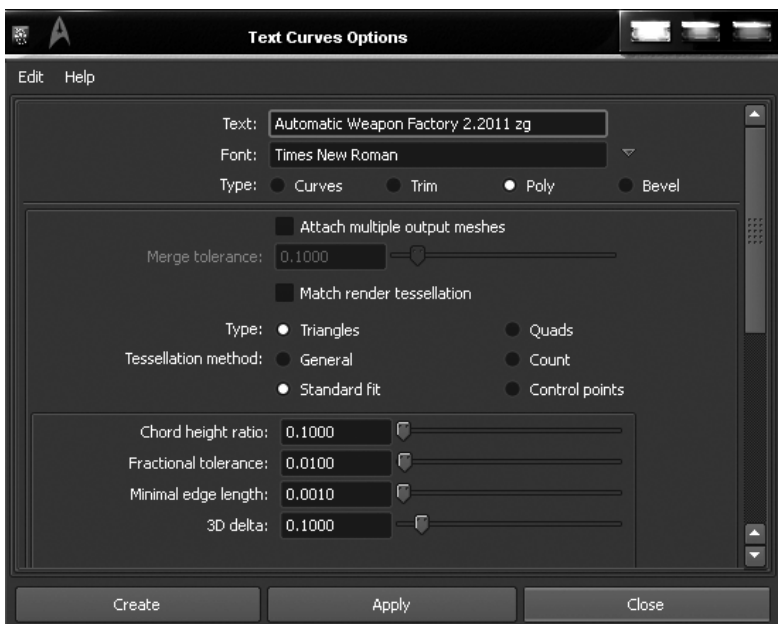 Text Curves Options
Edit Help
Text: Automatic Weapon Factory 2.2011 zg
Font: Times New Roman
Type: Curves Trim Poly Bevel
Attach multiple output meshes
Merge tolerance: 0.1000
Match render tessellation
Type: Triangles Quads
Tessellation method: General Count
Standard fit Control points
Chord height ratio: 0.1000
Fractional tolerance: 0.0100
Minimal edge length: 0.0010
3D delta: 0.1000
Create Apply Close